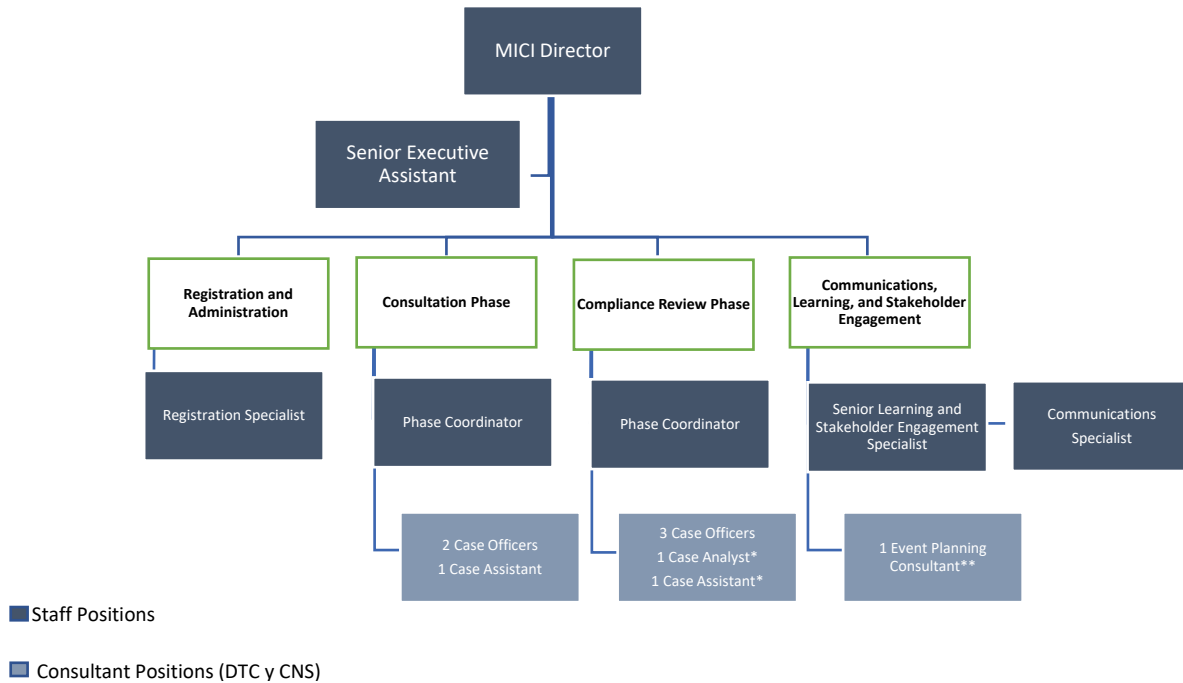 MICI Director
Senior Executive
Assistant
Registration and
Administration
Consultation Phase
Compliance Review Phase
Communications,
Learning, and Stakeholder
Engagement
Registration Specialist
Phase Coordinator
Phase Coordinator
Senior Learning and
Stakeholder Engagement
Specialist
Communications
Specialist
2 Case Officers
1 Case Assistant
3 Case Officers
1 Case Analyst*
1 Case Assistant*
1 Event Planning
Consultant**
Staff Positions
Consultant Positions (DTC y CNS)